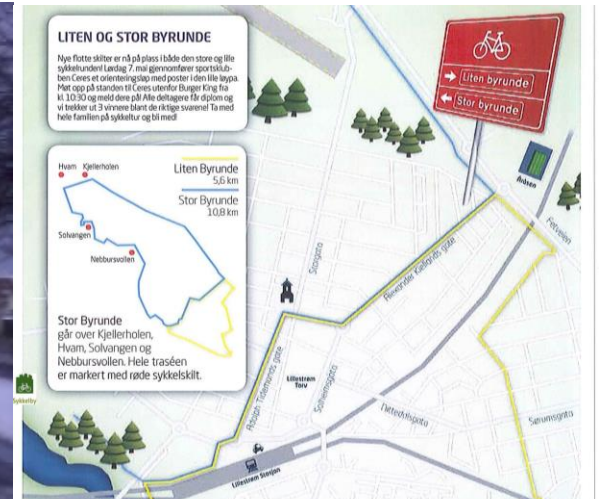 LITEN OG STOR BYRUNDE
Nye flotte skilter er nå på plass i både den store og lille
sykkelrunden! Lørdag 7. mai gjennomfører sportsklub-
ben Ceres et orienteringsløp med poster i den lille løypa.
Møt opp på standen til Ceres utenfor Burger King fra
kl. 10:30 og meld dere på! Alle deltagere får diplom og
vi trekker ut 3 vinnere blant de riktige svarene! Ta med
hele familien på sykkeltur og bli med!
Liten byrunde
Stor byrunde
Hvam
Kjellerholen
Liten Byrunde
5,6 km
Stor Byrunde
10,8 km
Solvangen
Nebbursvollen
Stor Byrunde
går over Kjellerholen,
Hvam, Solvangen og
Nebbursvollen. Hele traséen
er markert med røde sykkelskilt.
Åråsen
Fetveien
Storgata
Alexander Kiellands gate
Adolph Tidemands gate
Lillestrøm
Torv
Solheimsgata
Nittedalsgata
Sørumsgata
Lillestrøm Stasjon
Sykkelby